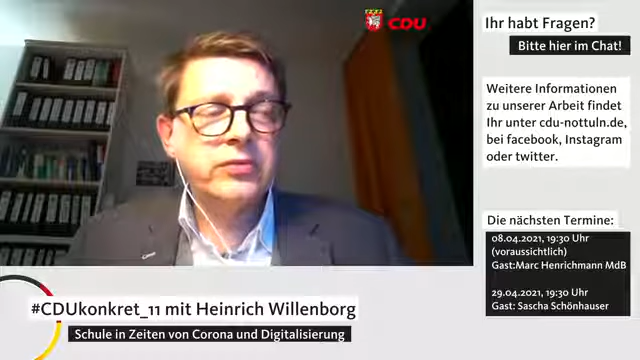 CDU
Ihr habt Fragen?
Bitte hier im Chat!
Weitere Informationen
zu unserer Arbeit findet
Ihr unter cdu-nottuln.de,
bei facebook, Instagram
oder twitter.
Die nächsten Termine:
08.04.2021, 19:30 Uhr
(voraussichtlich)
Gast:Marc Henrichmann MdB
29.04.2021, 19:30 Uhr
Gast: Sascha Schönhauser
#CDUkonkret_11 mit Heinrich Willenborg
Schule in Zeiten von Corona und Digitalisierung